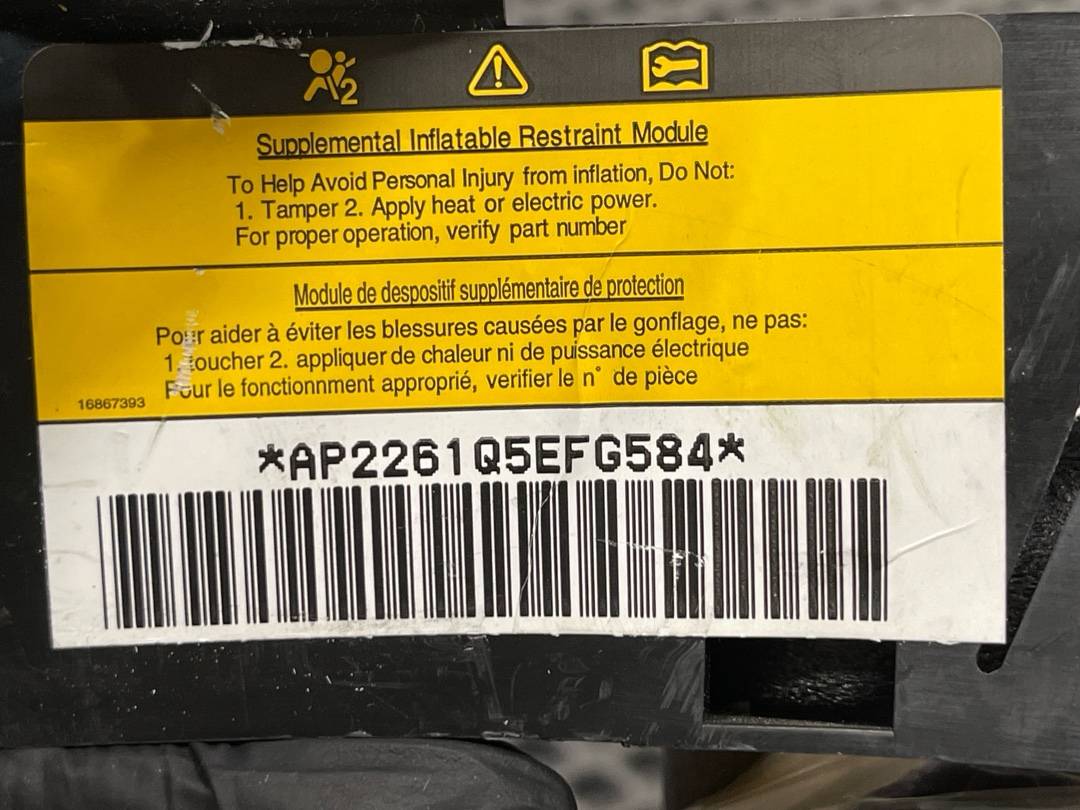 2
Supplemental Inflatable Restraint Module
To Help Avoid Personal Injury from inflation, Do Not:
1. Tamper 2. Apply heat or electric power.
For proper operation, verify part number
Module de despositif supplémentaire de protection
Pour aider à éviter les blessures causées par le gonflage, ne pas:
1. toucher 2. appliquer de chaleur ni de puissance électrique
Pour le fonctionnment approprié, verifier le n° de pièce
16867393
*AP2261Q5EFG584*